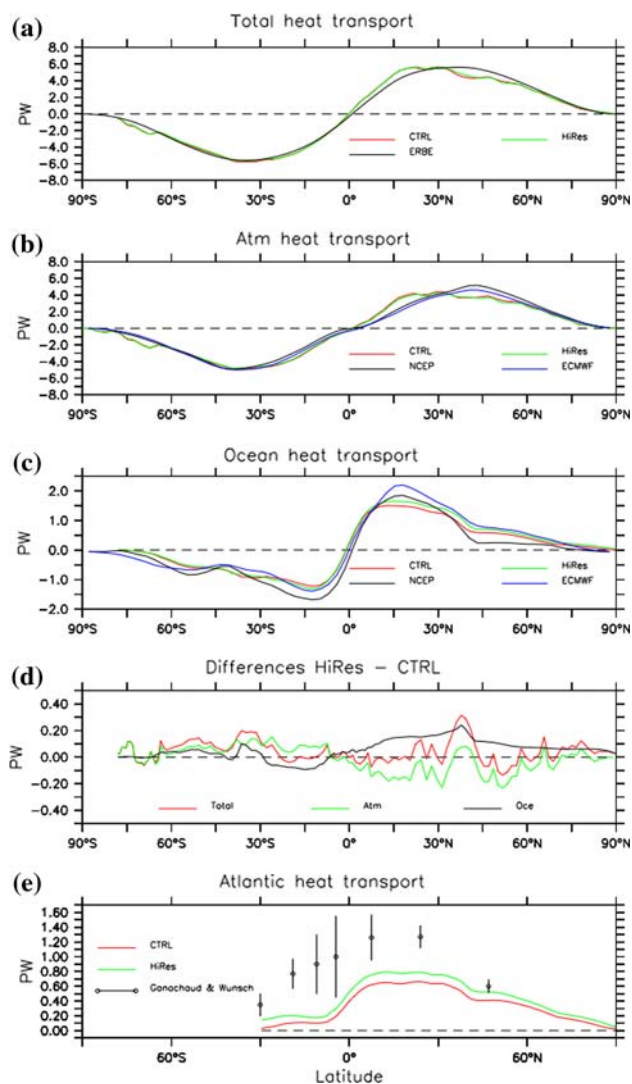 (a) Total heat transport
8.0
6.0
4.0
2.0
0.0
-2.0
-4.0
-6.0
-8.0
PW
CTRL HiRes
ERBE
90°S 60°S 30°S 0° 30°N 60°N 90°N
(b) Atm heat transport
8.0
6.0
4.0
2.0
0.0
-2.0
-4.0
-6.0
-8.0
PW
CTRL HiRes
NCEP ECMWF
90°S 60°S 30°S 0° 30°N 60°N 90°N
(c) Ocean heat transport
2.0
1.0
0.0
-1.0
-2.0
PW
CTRL HiRes
NCEP ECMWF
90°S 60°S 30°S 0° 30°N 60°N 90°N
(d) Differences HiRes - CTRL
0.40
0.20
0.00
-0.20
-0.40
PW
Total Atm Oce
90°S 60°S 30°S 0° 30°N 60°N 90°N
(e) Atlantic heat transport
1.60
1.40
1.20
1.00
0.80
0.60
0.40
0.20
0.00
PW
CTRL
HiRes
Ganachaud & Wunsch
60°S 30°S 0° 30°N 60°N 90°N
Latitude